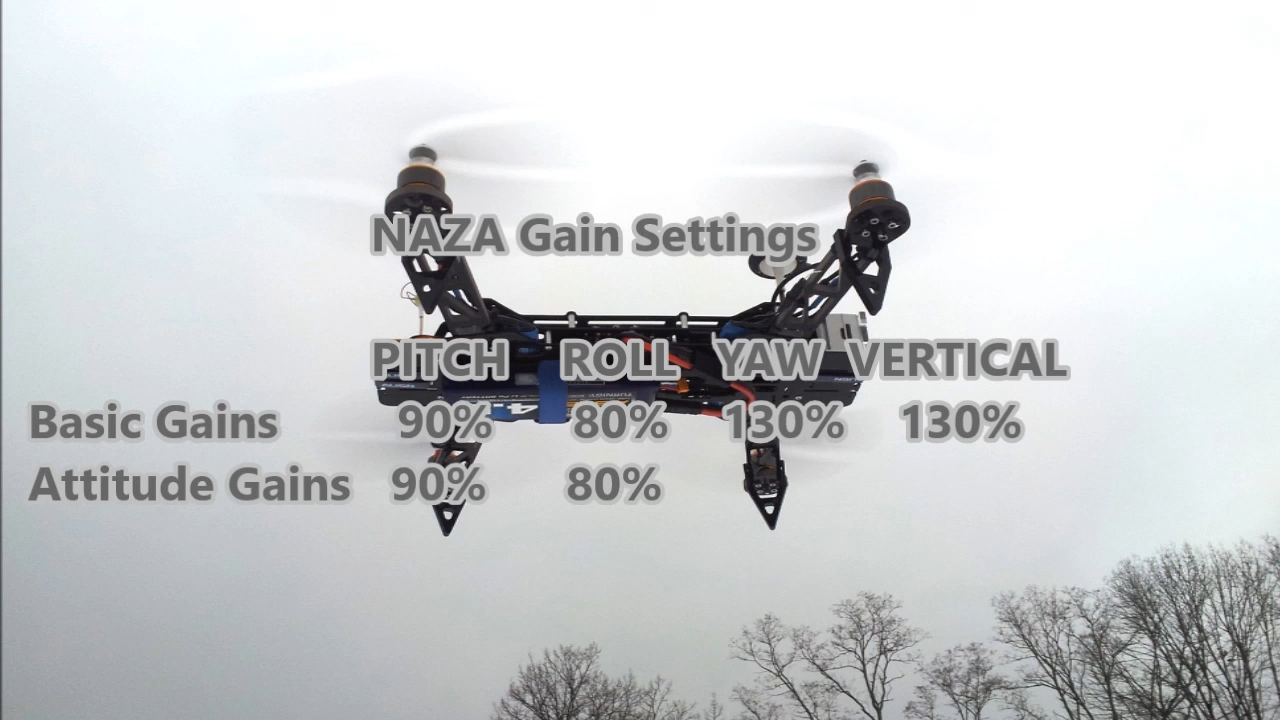 NAZA Gain Settings
PITCH ROLL YAW VERTICAL
Basic Gains 90% 80% 130% 130%
Attitude Gains 90% 80%